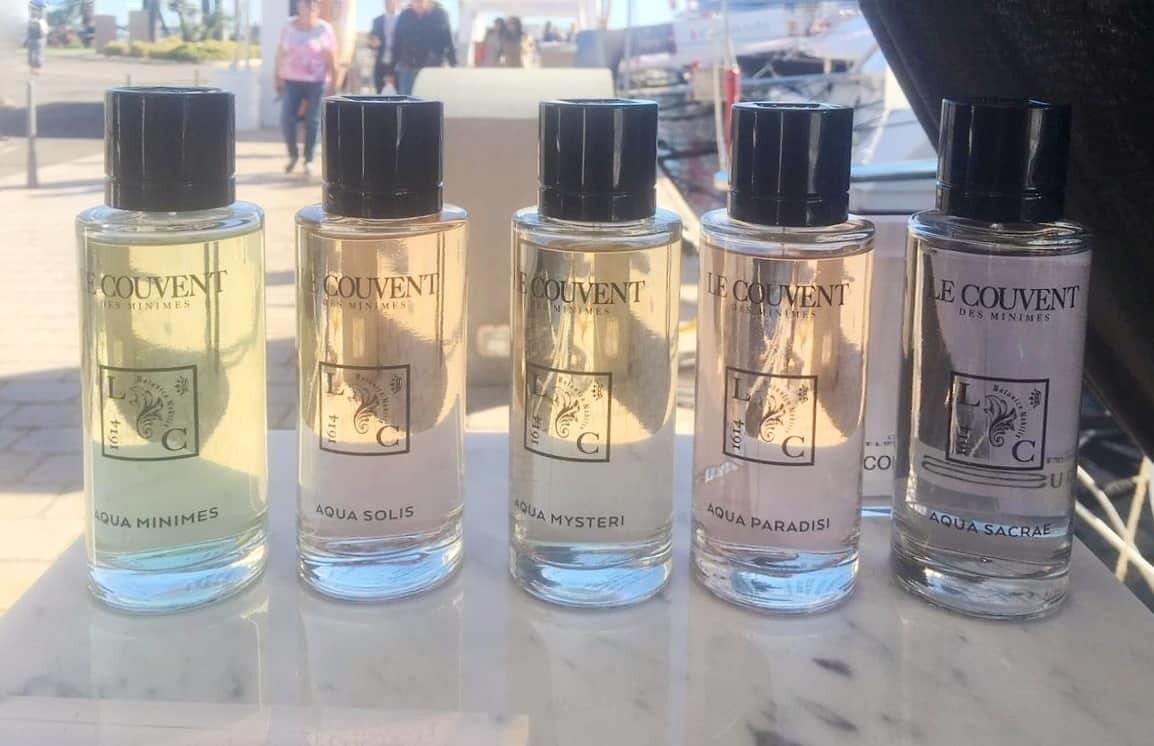 LE COUVENT
DES MINIMES
L
1614
C
AQUA MINIMES
LE COUVENT
DES MINIMES
L
1614
C
AQUA SOLIS
LE COUVENT
DES MINIMES
L
1614
C
AQUA MYSTERI
LE COUVENT
DES MINIMES
L
1614
C
AQUA PARADISI
LE COUVENT
DES MINIMES
L
1614
C
AQUA SACRAE